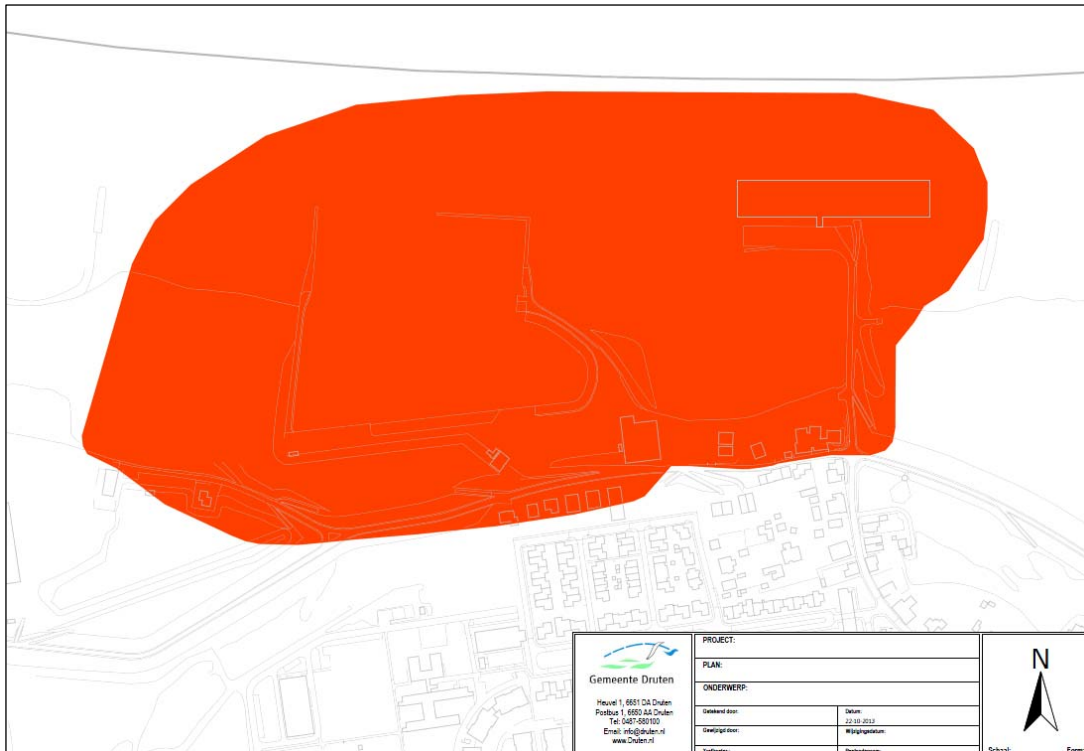 Gemeente Druten
Heuvel 1, 6651 DA Druten
Postbus 1, 6650 AA Druten
Tel: 0487-580100
Email: info@druten.nl
www.Druten.nl
PROJECT:
PLAN:
ONDERWERP:
Getekend door:
Datum:
22-10-2013
Gewijzigd door:
Wijzigingsdatum:
N
Schaal: